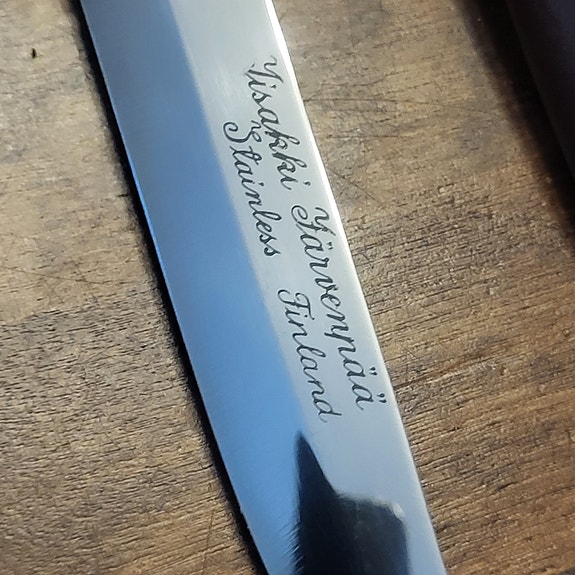 Iisakki Järvenpää
Stainless Finland